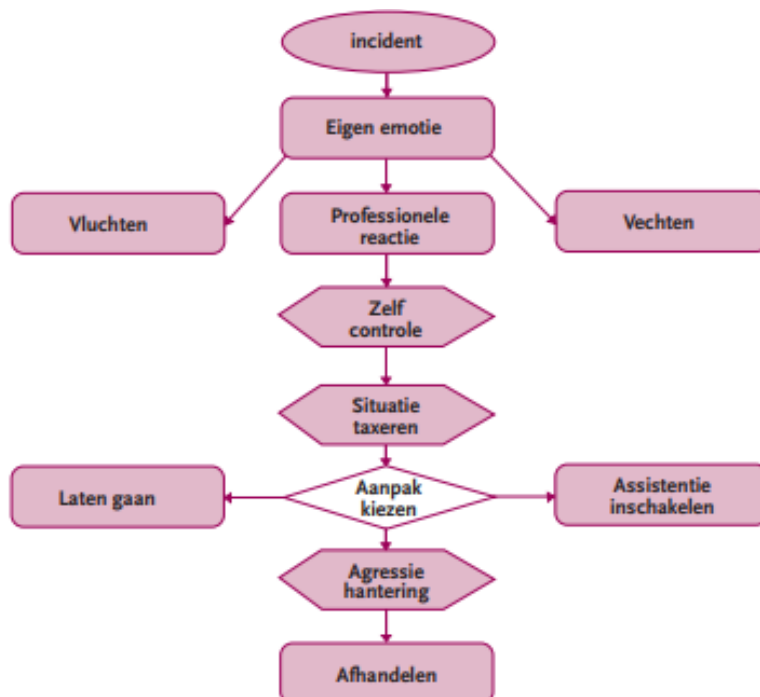 incident
Eigen emotie
Vluchten
Professionele
reactie
Vechten
Zelf
controle
Situatie
taxeren
Laten gaan
Aanpak
kiezen
Assistentie
inschakelen
Agressie
hantering
Afhandelen